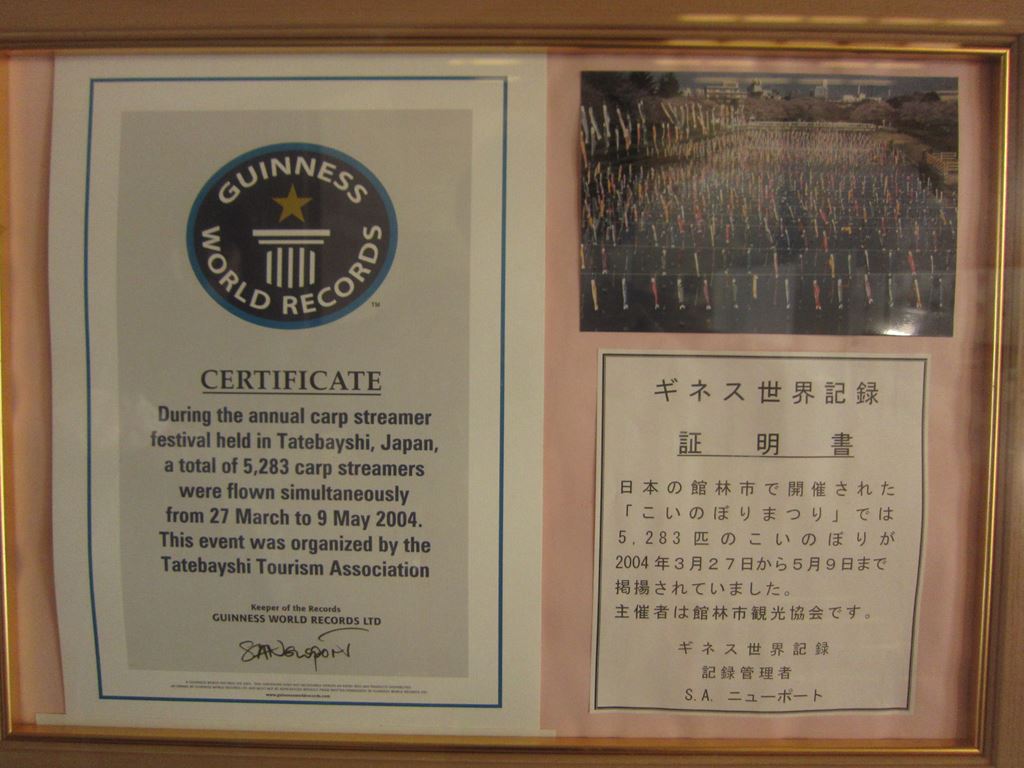 GUINNESS
WORLD RECORDS
TM
CERTIFICATE
During the annual carp streamer
festival held in Tatebayshi, Japan,
a total of 5,283 carp streamers
were flown simultaneously
from 27 March to 9 May 2004.
This event was organized by the
Tatebayshi Tourism Association
Keeper of the Records
GUINNESS WORLD RECORDS LTD
www.guinnessworldrecords.com
ギネス世界記録
証明書
日本の館林市で開催された
「こいのぼりまつり」では
5,283匹のこいのぼりが
2004年3月27日から5月9日まで
掲揚されていました。
主催者は館林市観光協会です。
ギネス世界記録
記録管理者
S.A. ニューポート